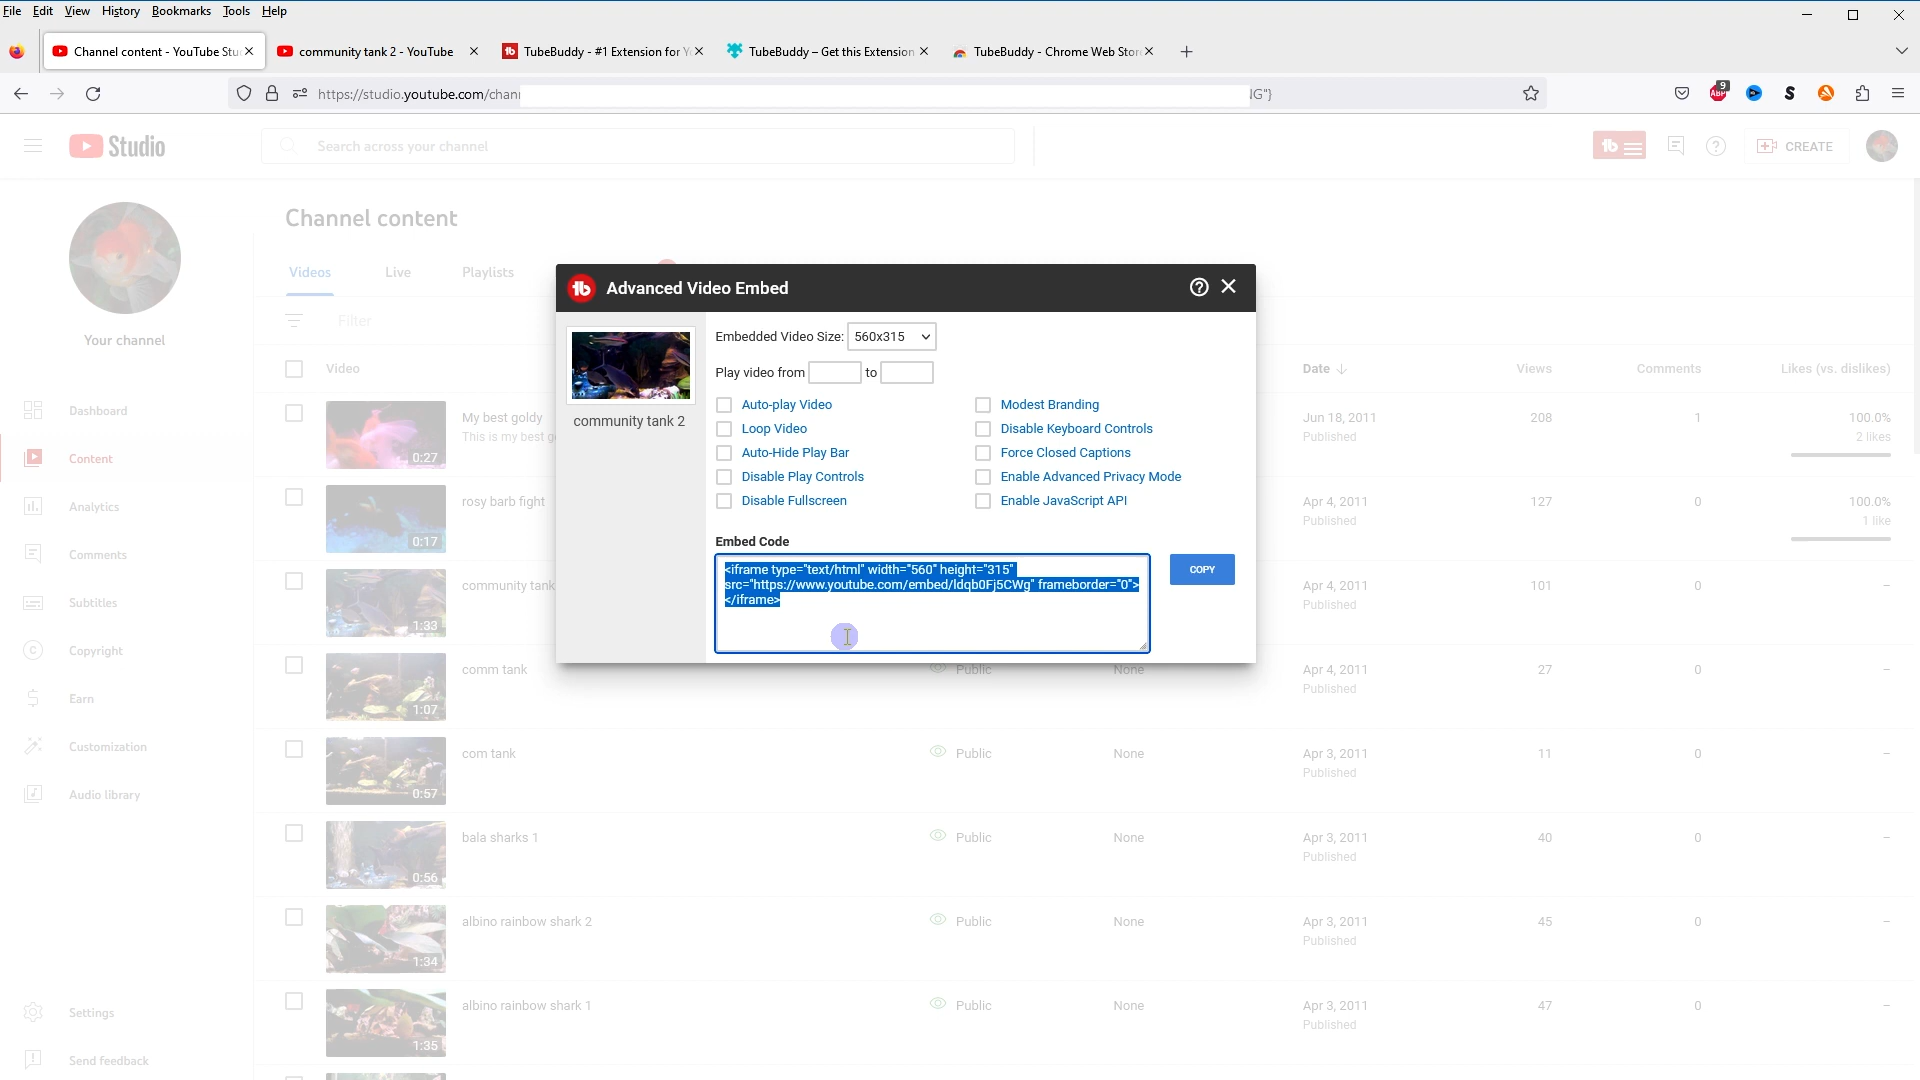 File Edit View History Bookmarks Tools Help
Channel content - YouTube Stu
community tank 2 - YouTube
TubeBuddy - #1 Extension for Y
TubeBuddy – Get this Extension
TubeBuddy - Chrome Web Stor
https://studio.youtube.com/chan
NG"}
9
ABP
S
Studio
Search across your channel
tb
CREATE
Channel content
Your channel
Videos Live Playlists
Filter
Video
Date
Views
Comments
Likes (vs. dislikes)
Dashboard
Content
Analytics
Comments
Subtitles
Copyright
Earn
Customization
Audio library
Settings
Send feedback
tb Advanced Video Embed
community tank 2
Embedded Video Size: 560x315
Play video from to
Auto-play Video
Loop Video
Auto-Hide Play Bar
Disable Play Controls
Disable Fullscreen
Modest Branding
Disable Keyboard Controls
Force Closed Captions
Enable Advanced Privacy Mode
Enable JavaScript API
Embed Code
<iframe type="text/html" width="560" height="315"
src="https://www.youtube.com/embed/ldqb0Fj5CWg" frameborder="0">
</iframe>
COPY
My best goldy
This is my best g
0:27
Jun 18, 2011
Published
208
1
100.0%
2 likes
rosy barb fight
0:17
Apr 4, 2011
Published
127
0
100.0%
1 like
community tank
1:33
Apr 4, 2011
Published
101
0
–
comm tank
1:07
Public
None
Apr 4, 2011
Published
27
0
–
com tank
0:57
Public
None
Apr 3, 2011
Published
11
0
–
bala sharks 1
0:56
Public
None
Apr 3, 2011
Published
40
0
–
albino rainbow shark 2
1:34
Public
None
Apr 3, 2011
Published
45
0
–
albino rainbow shark 1
1:35
Public
None
Apr 3, 2011
Published
47
0
–